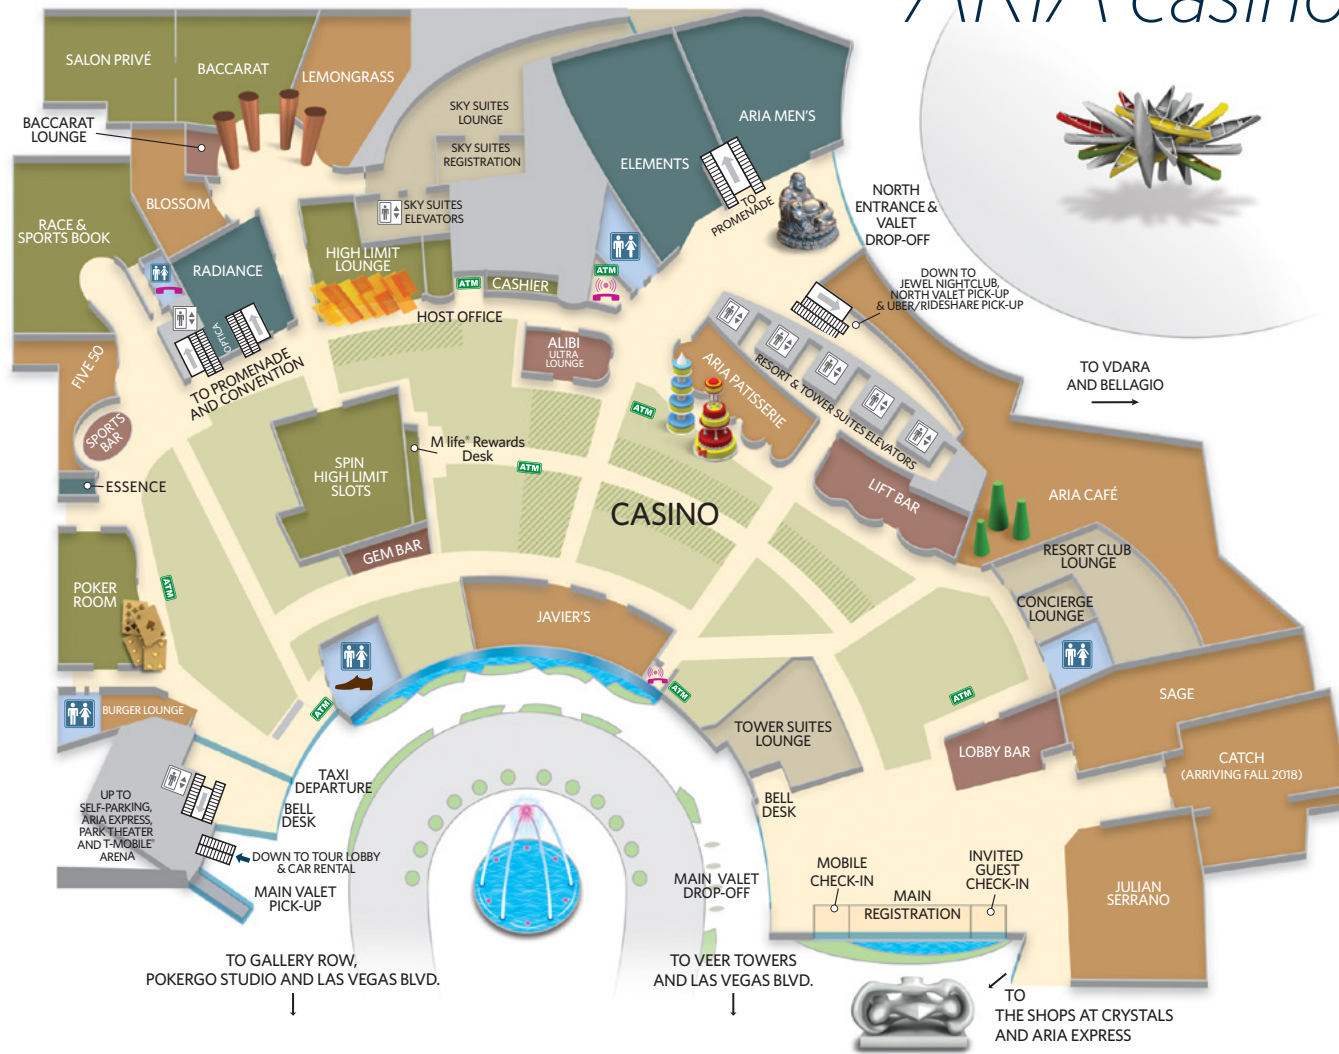 ARIA casino
SALON PRIVÉ
BACCARAT
LEMONGRASS
BACCARAT
LOUNGE
SKY SUITES
LOUNGE
SKY SUITES
REGISTRATION
SKY SUITES
ELEVATORS
ARIA MEN'S
ELEMENTS
TO
PROMENADE
NORTH
ENTRANCE &
VALET
DROP-OFF
RACE &
SPORTS BOOK
BLOSSOM
RADIANCE
OPTICA
HIGH LIMIT
LOUNGE
ATM
CASHIER
ATM
HOST OFFICE
DOWN TO
JEWEL NIGHTCLUB,
NORTH VALET PICK-UP
& UBER/RIDESHARE PICK-UP
TO PROMENADE
AND CONVENTION
FIVE50
SPORTS
BAR
ESSENCE
ALIBI
ULTRA
LOUNGE
ARIA PATISSERIE
RESORT & TOWER SUITES ELEVATORS
TO VDARA
AND BELLAGIO
ATM
M life® Rewards
Desk
SPIN
HIGH LIMIT
SLOTS
ATM
CASINO
LIFT BAR
ARIA CAFÉ
GEM BAR
RESORT CLUB
LOUNGE
CONCIERGE
LOUNGE
POKER
ROOM
ATM
JAVIER'S
BURGER LOUNGE
ATM
ATM
ATM
SAGE
TOWER SUITES
LOUNGE
LOBBY BAR
CATCH
(ARRIVING FALL 2018)
TAXI
DEPARTURE
BELL
DESK
BELL
DESK
UP TO
SELF-PARKING,
ARIA EXPRESS,
PARK THEATER
AND T-MOBILE®
ARENA
DOWN TO TOUR LOBBY
& CAR RENTAL
MAIN VALET
PICK-UP
MAIN VALET
DROP-OFF
MOBILE
CHECK-IN
MAIN
REGISTRATION
INVITED
GUEST
CHECK-IN
JULIAN
SERRANO
TO GALLERY ROW,
POKERGO STUDIO AND LAS VEGAS BLVD.
TO VEER TOWERS
AND LAS VEGAS BLVD.
TO
THE SHOPS AT CRYSTALS
AND ARIA EXPRESS